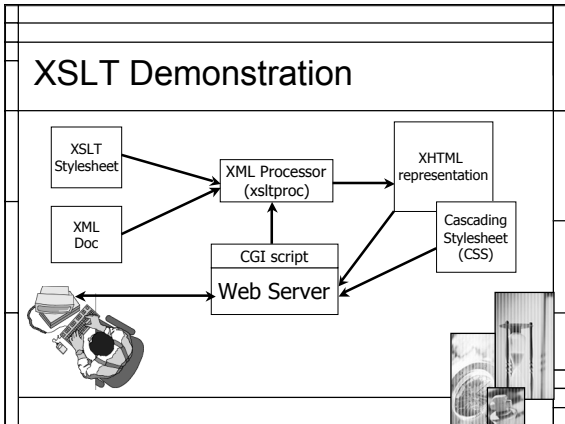 XSLT Demonstration
XSLT
Stylesheet
XML
Doc
XML Processor
(xsltproc)
XHTML
representation
Cascading
Stylesheet
(CSS)
CGI script
Web Server